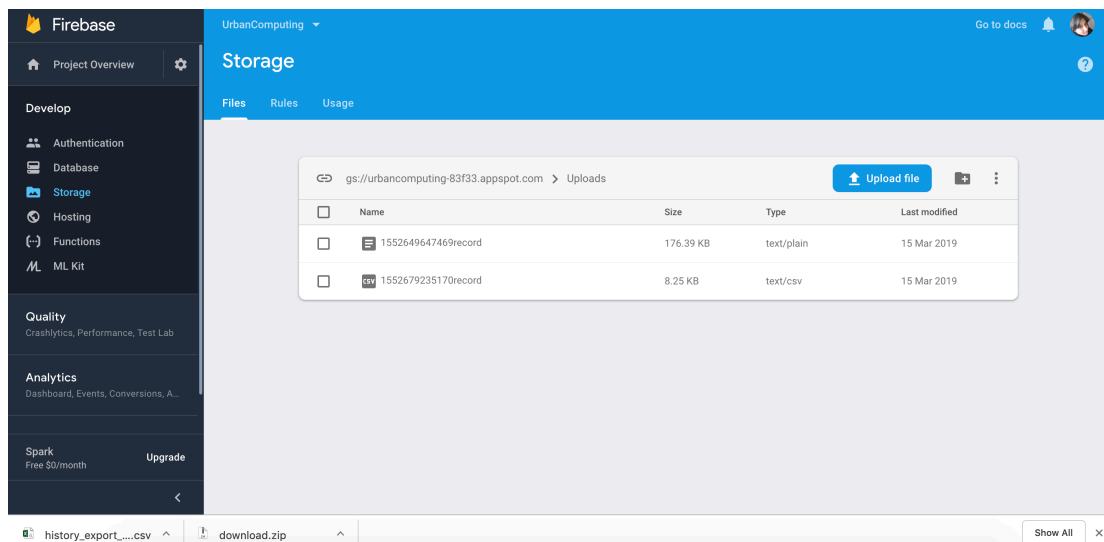 Firebase
UrbanComputing
Go to docs
Project Overview
Storage
Develop
Files Rules Usage
Authentication
Database
Storage
Hosting
Functions
ML Kit
gs://urbancomputing-83f33.appspot.com > Uploads
Upload file
Name Size Type Last modified
1552649647469record 176.39 KB text/plain 15 Mar 2019
CSV 1552679235170record 8.25 KB text/csv 15 Mar 2019
Quality
Crashlytics, Performance, Test Lab
Analytics
Dashboard, Events, Conversions, A...
Spark
Free $0/month
Upgrade
history_export_....csv
download.zip
Show All